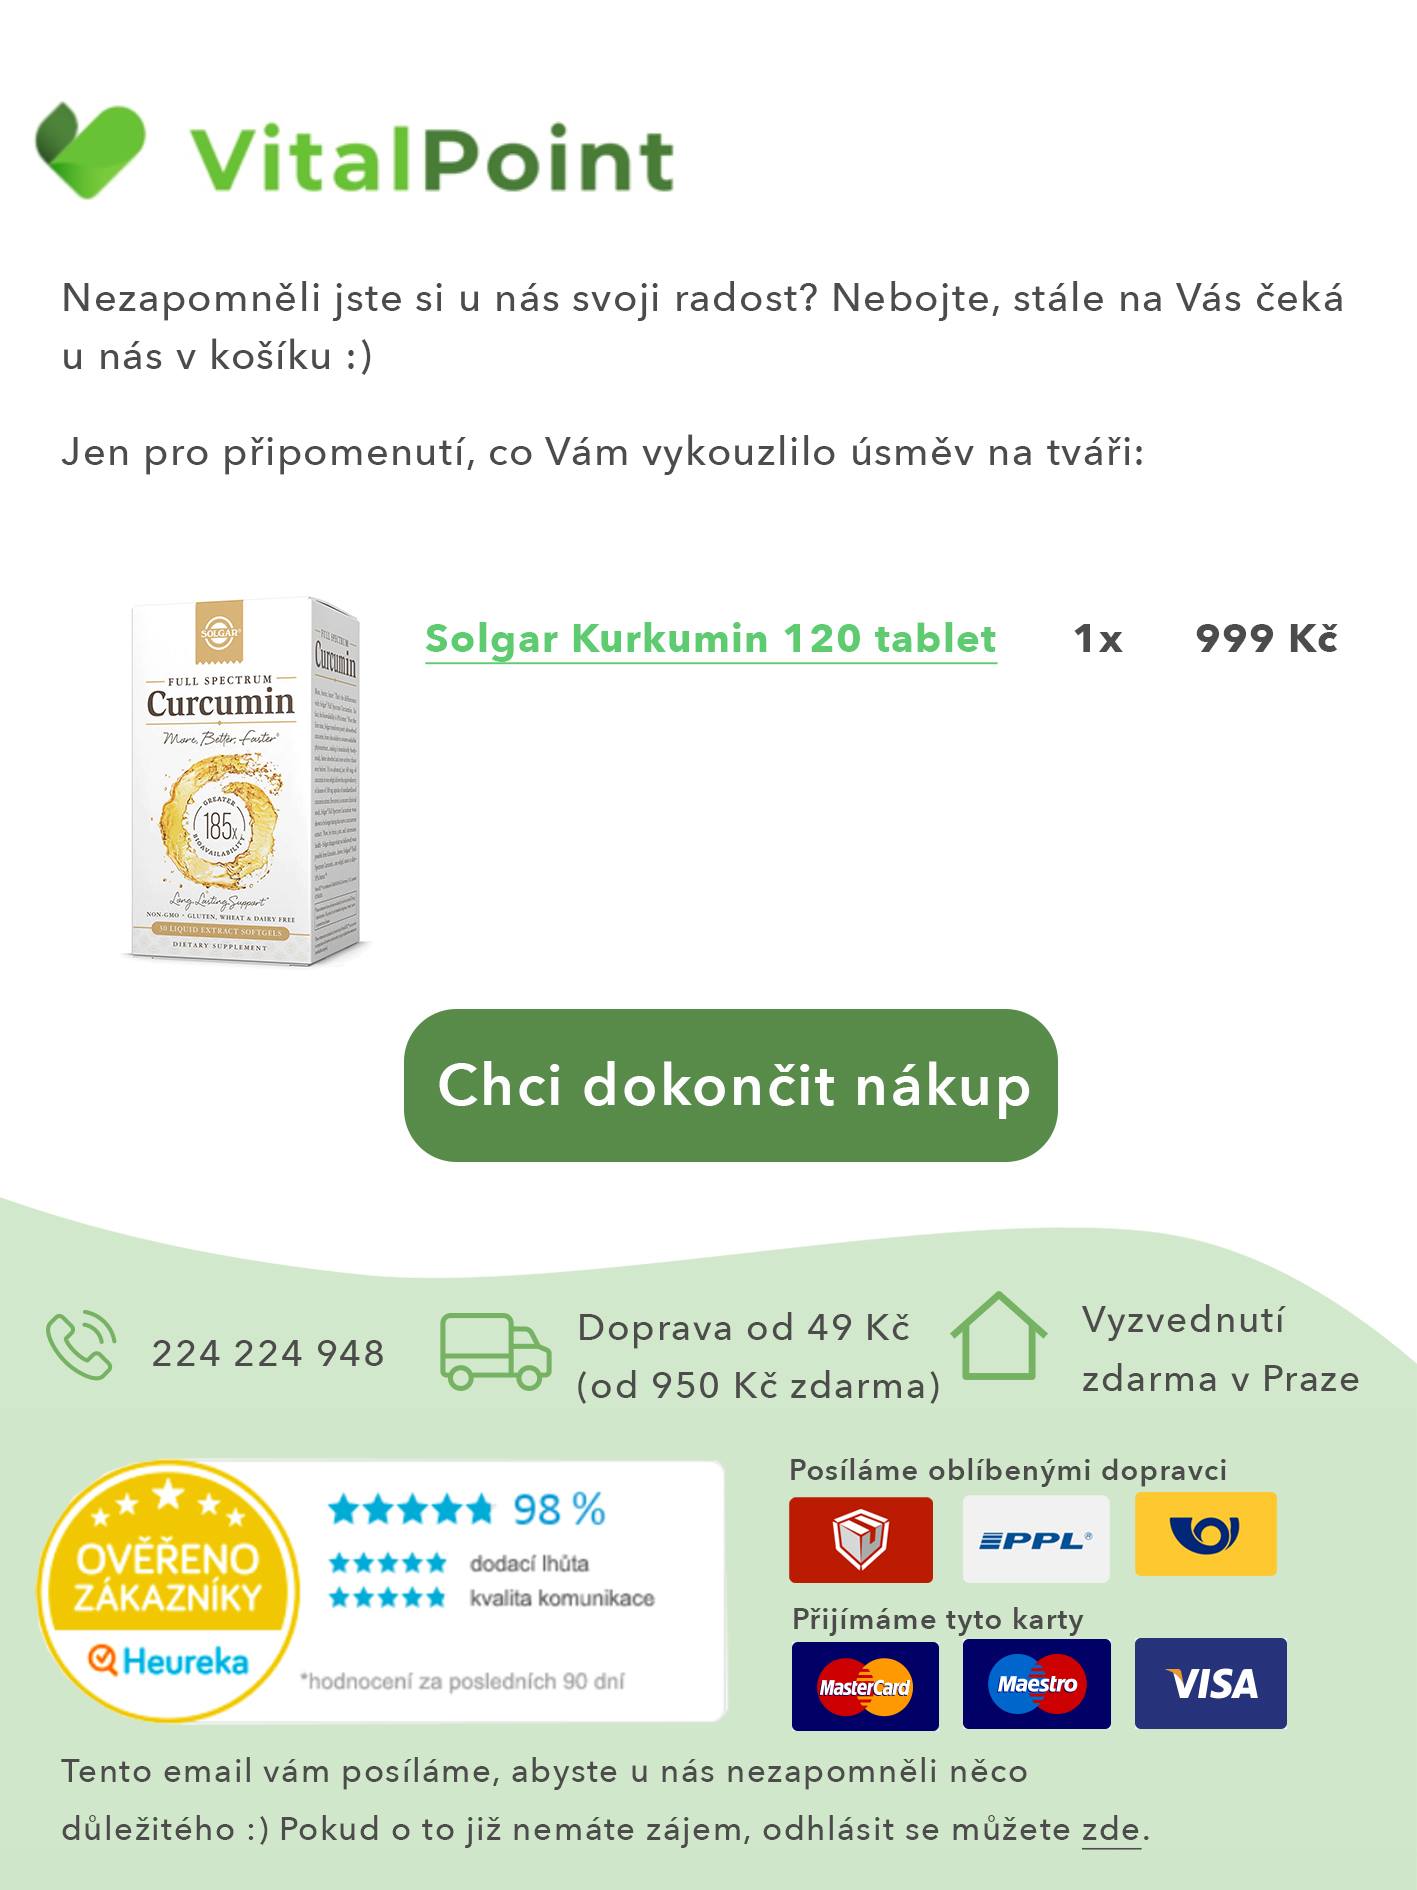 VitalPoint
Nezapomněli jste si u nás svoji radost? Nebojte, stále na Vás čeká
u nás v košíku :)
Jen pro připomenutí, co Vám vykouzlilo úsměv na tváři:
Solgar Kurkumin 120 tablet 1x 999 Kč
SOLGAR®
FULL SPECTRUM
Curcumin
More, Better, Faster*
GREATER
185x
BIOAVAILABILITY
Long Lasting Support*
NON-GMO • GLUTEN, WHEAT & DAIRY FREE
30 LIQUID EXTRACT SOFTGELS
DIETARY SUPPLEMENT
FULL SPECTRUM
Curcumin
Chci dokončit nákup
224 224 948
Doprava od 49 Kč
(od 950 Kč zdarma)
Vyzvednutí
zdarma v Praze
OVĚŘENO
ZÁKAZNÍKY
Heureka
98 %
dodací lhůta
kvalita komunikace
*hodnocení za posledních 90 dní
Posíláme oblíbenými dopravci
PPL®
Přijímáme tyto karty
MasterCard
Maestro
VISA
Tento email vám posíláme, abyste u nás nezapomněli něco
důležitého :) Pokud o to již nemáte zájem, odhlásit se můžete zde.